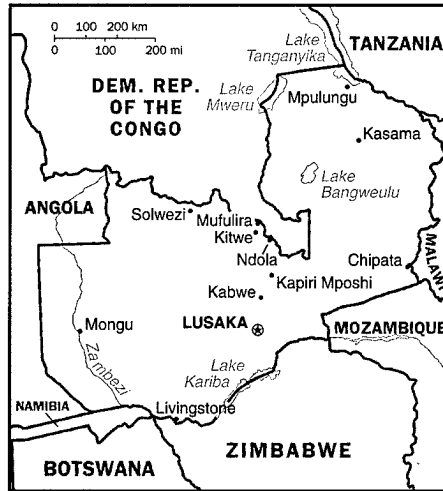 0 100 200 km
0 100 200 mi
Lake
Tanganyika
TANZANIA
DEM. REP.
OF THE
CONGO
Lake
Mweru
Mpulungu
Kasama
Lake
Bangweulu
ANGOLA
Solwezi
Mufulira
Kitwe
Ndola
Chipata
MALAWI
Kapiri Mposhi
Kabwe
Mongu
LUSAKA
MOZAMBIQUE
Zambezi
Lake
Kariba
NAMIBIA
Livingstone
ZIMBABWE
BOTSWANA